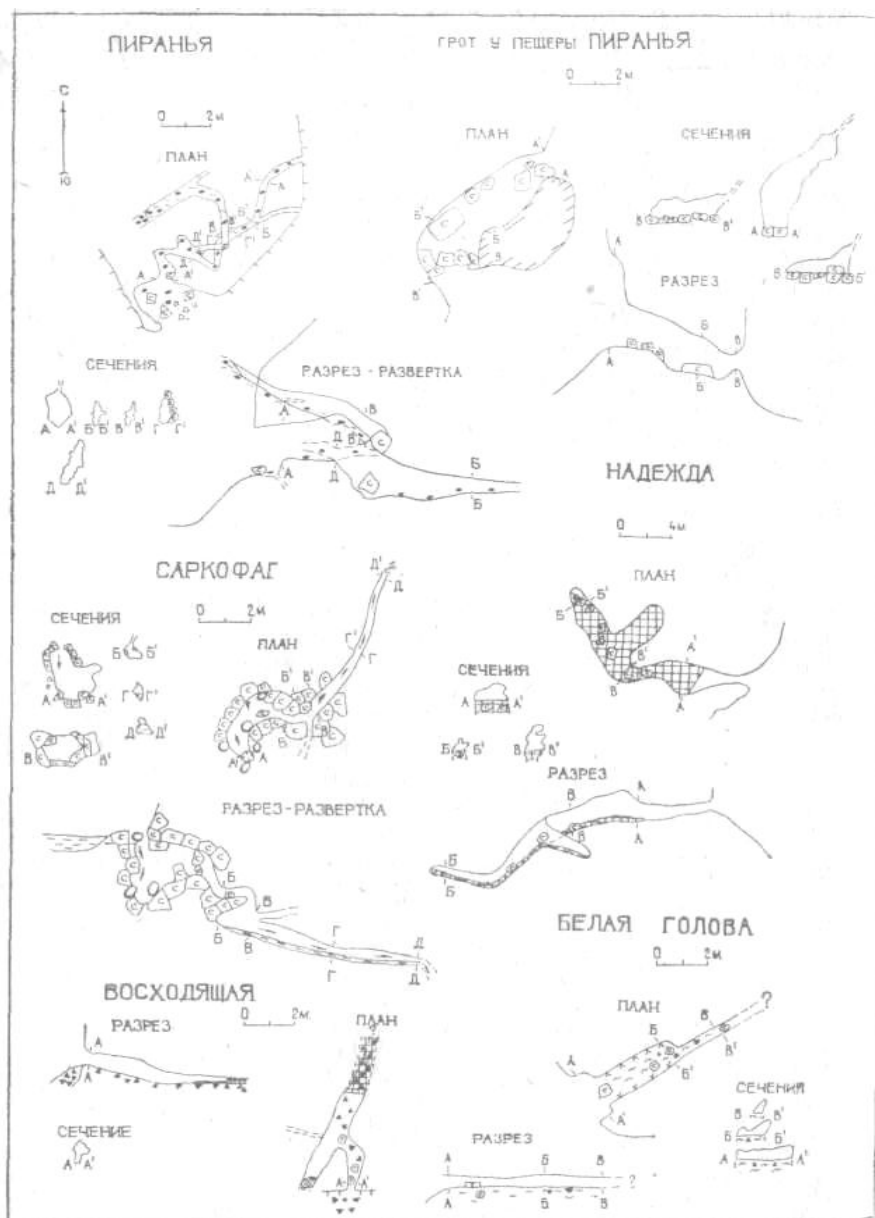 ПИРАНЬЯ
С
Ю
0 2м
ПЛАН
А А
Б'
В Б
Д' Г'
Д
А А'
С
СЕЧЕНИЯ
А А' Б Б' В В' Г Г'
Д Д'
РАЗРЕЗ - РАЗВЕРТКА
А В
Д В Д С
А Д С
Б
Б
ГРОТ У ПЕЩЕРЫ ПИРАНЬЯ
0 2м
ПЛАН
А'
А
Б'
Б
В
В'
СЕЧЕНИЯ
В В'
А А'
Б Б'
РАЗРЕЗ
А
Б В
А
Б В
НАДЕЖДА
0 4м
ПЛАН
Б Б'
В' А'
В А
СЕЧЕНИЯ
А А'
Б Б' В В'
РАЗРЕЗ
В А
В А
Б
Б
САРКОФАГ
0 2м
СЕЧЕНИЯ
Б Б'
А А' Г Г'
В Д Д'
ПЛАН
Д' Д
Г' Г
Б' В'
Б В
А' А
РАЗРЕЗ-РАЗВЕРТКА
Б
В
Б В
Г
Г
Д
Д
ВОСХОДЯЩАЯ
0 2м
РАЗРЕЗ
А
А
СЕЧЕНИЕ
А А'
ПЛАН
А А'
БЕЛАЯ ГОЛОВА
0 2м
ПЛАН
?
А Б В
Б' В'
А'
СЕЧЕНИЯ
В В'
Б Б'
А А'
РАЗРЕЗ
А Б В
?
А Б В